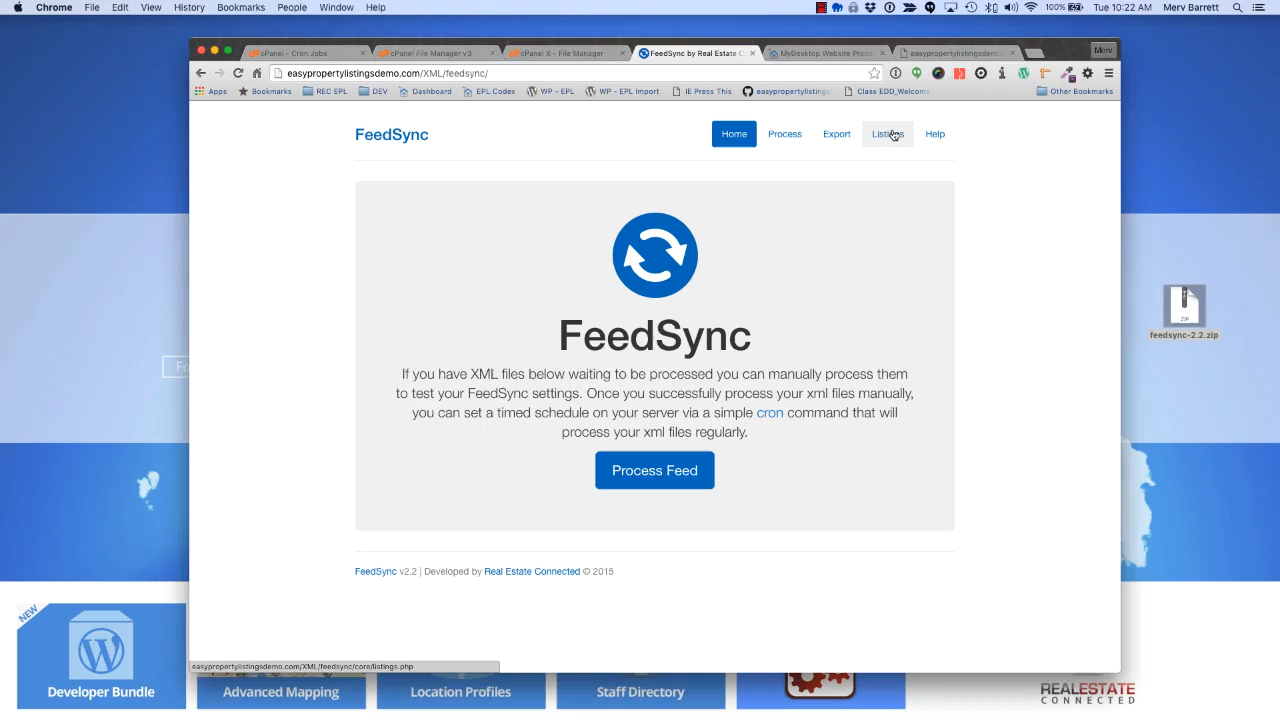 Chrome File Edit View History Bookmarks People Window Help 100% Tue 10:22 AM Merv Barrett
cPanel - Cron Jobs cPanel File Manager v3 cPanel X - File Manager FeedSync by Real Estate C MyDesktop Website Prope easypropertylistingsdemo. Merv
easypropertylistingsdemo.com/XML/feedsync/
Apps Bookmarks REC EPL DEV Dashboard EPL Codex WP - EPL WP - EPL Import IE Press This easypropertylistings Class EDD_Welcome Other Bookmarks
FeedSync Home Process Export Listings Help
FeedSync
If you have XML files below waiting to be processed you can manually process them
to test your FeedSync settings. Once you successfully process your xml files manually,
you can set a timed schedule on your server via a simple cron command that will
process your xml files regularly.
Process Feed
FeedSync v2.2 | Developed by Real Estate Connected © 2015
easypropertylistingsdemo.com/XML/feedsync/core/listings.php
ZIP
feedsync-2.2.zip
Fo
NEW
Developer Bundle
Advanced Mapping
Location Profiles
Staff Directory
REALESTATE
CONNECTED